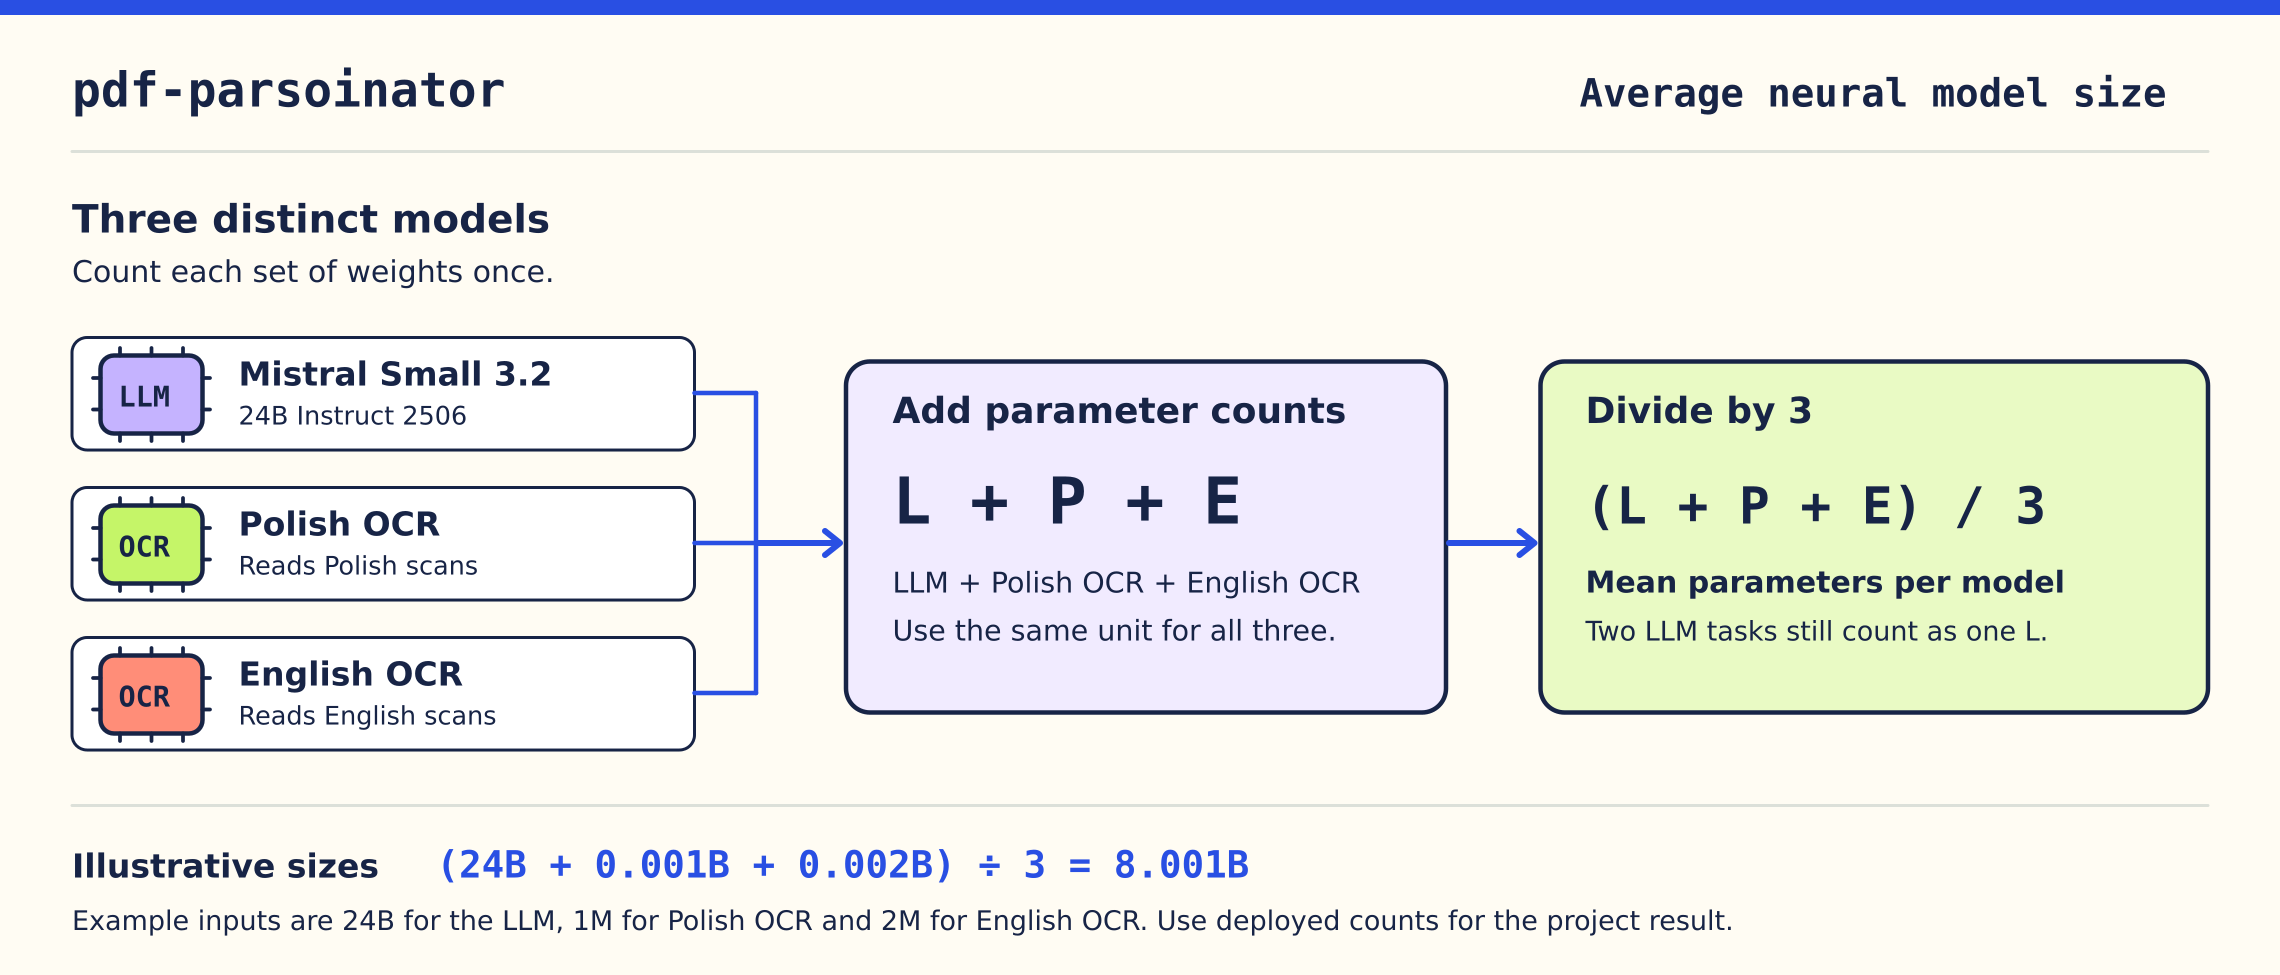 pdf-parsoinator
Average neural model size
Three distinct models
Count each set of weights once.
LLM
Mistral Small 3.2
24B Instruct 2506
OCR
Polish OCR
Reads Polish scans
OCR
English OCR
Reads English scans
Add parameter counts
L + P + E
LLM + Polish OCR + English OCR
Use the same unit for all three.
Divide by 3
(L + P + E) / 3
Mean parameters per model
Two LLM tasks still count as one L.
Illustrative sizes
(24B + 0.001B + 0.002B) ÷ 3 = 8.001B
Example inputs are 24B for the LLM, 1M for Polish OCR and 2M for English OCR. Use deployed counts for the project result.